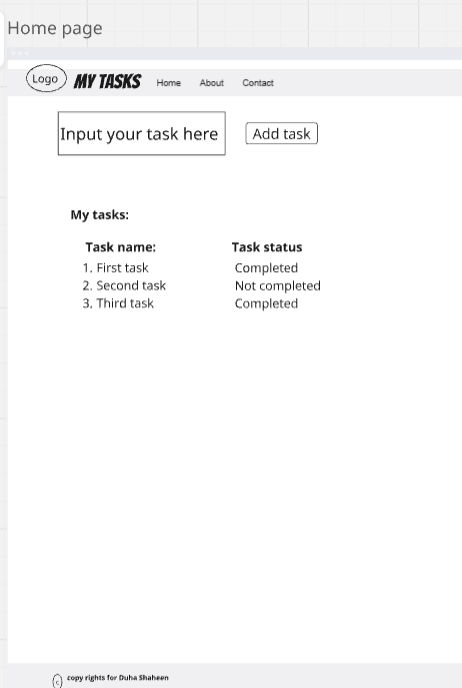 Home page
Logo MY TASKS Home About Contact
Input your task here Add task
My tasks:
Task name: Task status
1. First task Completed
2. Second task Not completed
3. Third task Completed
c copy rights for Duha Shaheen